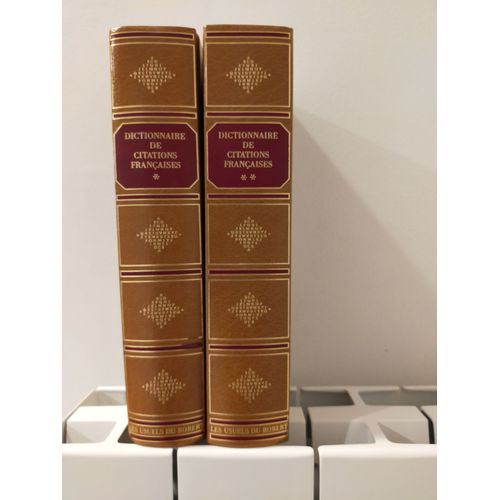 DICTIONNAIRE
DE
CITATIONS
FRANÇAISES
*
LES USUELS DU ROBERT
DICTIONNAIRE
DE
CITATIONS
FRANÇAISES
**
LES USUELS DU ROBERT